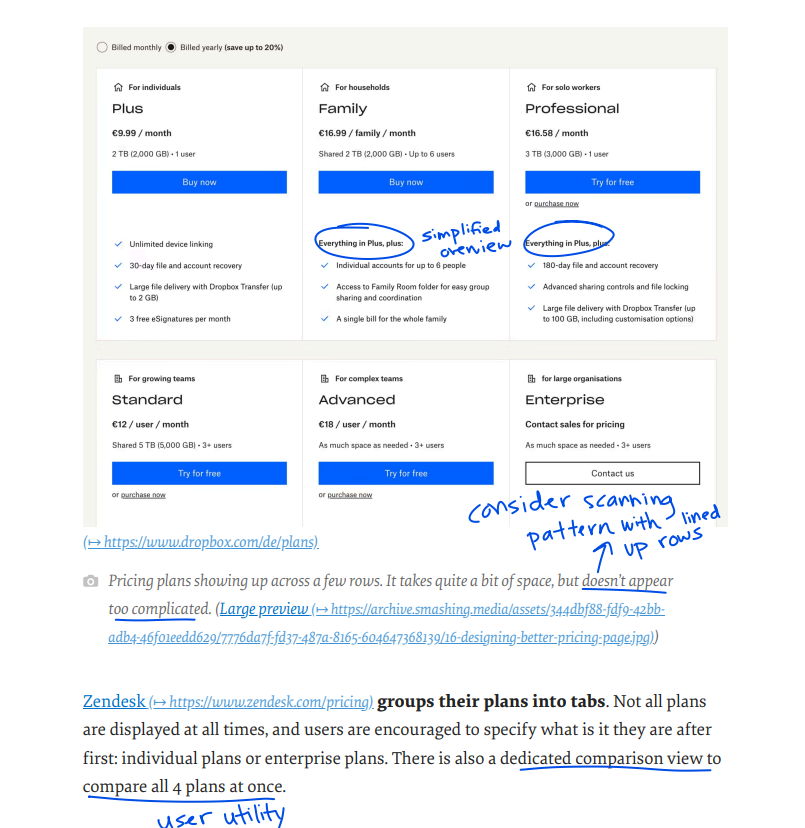 Billed monthly Billed yearly (save up to 20%)
For individuals
Plus
€9.99 / month
2 TB (2,000 GB) • 1 user
Buy now
Unlimited device linking
30-day file and account recovery
Large file delivery with Dropbox Transfer (up
to 2 GB)
3 free eSignatures per month
For households
Family
€16.99 / family / month
Shared 2 TB (2,000 GB) • Up to 6 users
Buy now
Everything in Plus, plus:
simplified
overview
Individual accounts for up to 6 people
Access to Family Room folder for easy group
sharing and coordination
A single bill for the whole family
For solo workers
Professional
€16.58 / month
3 TB (3,000 GB) • 1 user
Try for free
or purchase now
Everything in Plus, plus:
180-day file and account recovery
Advanced sharing controls and file locking
Large file delivery with Dropbox Transfer (up
to 100 GB, including customisation options)
For growing teams
Standard
€12 / user / month
Shared 5 TB (5,000 GB) • 3+ users
Try for free
or purchase now
For complex teams
Advanced
€18 / user / month
As much space as needed • 3+ users
Try for free
or purchase now
for large organisations
Enterprise
Contact sales for pricing
As much space as needed • 3+ users
Contact us
consider scanning
pattern with lined
up rows
(↦ https://www.dropbox.com/de/plans)
Pricing plans showing up across a few rows. It takes quite a bit of space, but doesn't appear
too complicated. (Large preview (↦ https://archive.smashing.media/assets/344dbf88-fdf9-42bb-
adb4-46f01eedd629/7776da7f-fd37-487a-8165-604647368139/16-designing-better-pricing-page.jpg))
Zendesk (↦ https://www.zendesk.com/pricing) groups their plans into tabs. Not all plans
are displayed at all times, and users are encouraged to specify what is it they are after
first: individual plans or enterprise plans. There is also a dedicated comparison view to
compare all 4 plans at once.
user utility